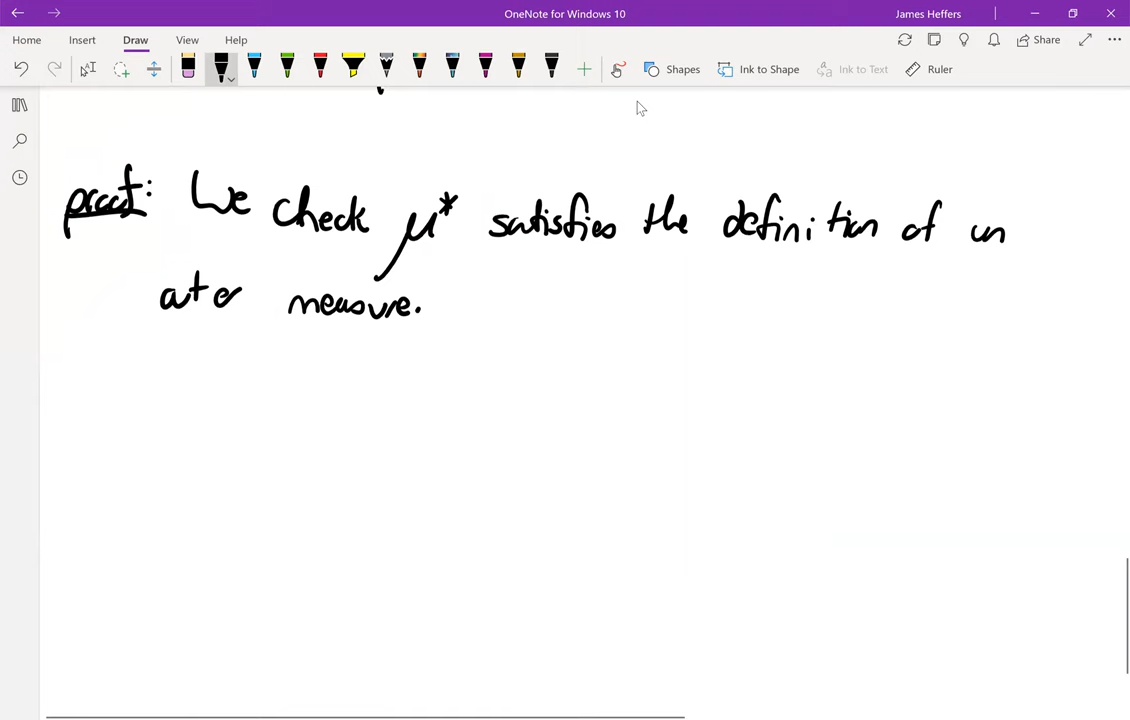 OneNote for Windows 10
James Heffers
Home Insert Draw View Help
Share
Shapes Ink to Shape Ink to Text Ruler
proof: We check μ* satisfies the definition of an
outer measure.